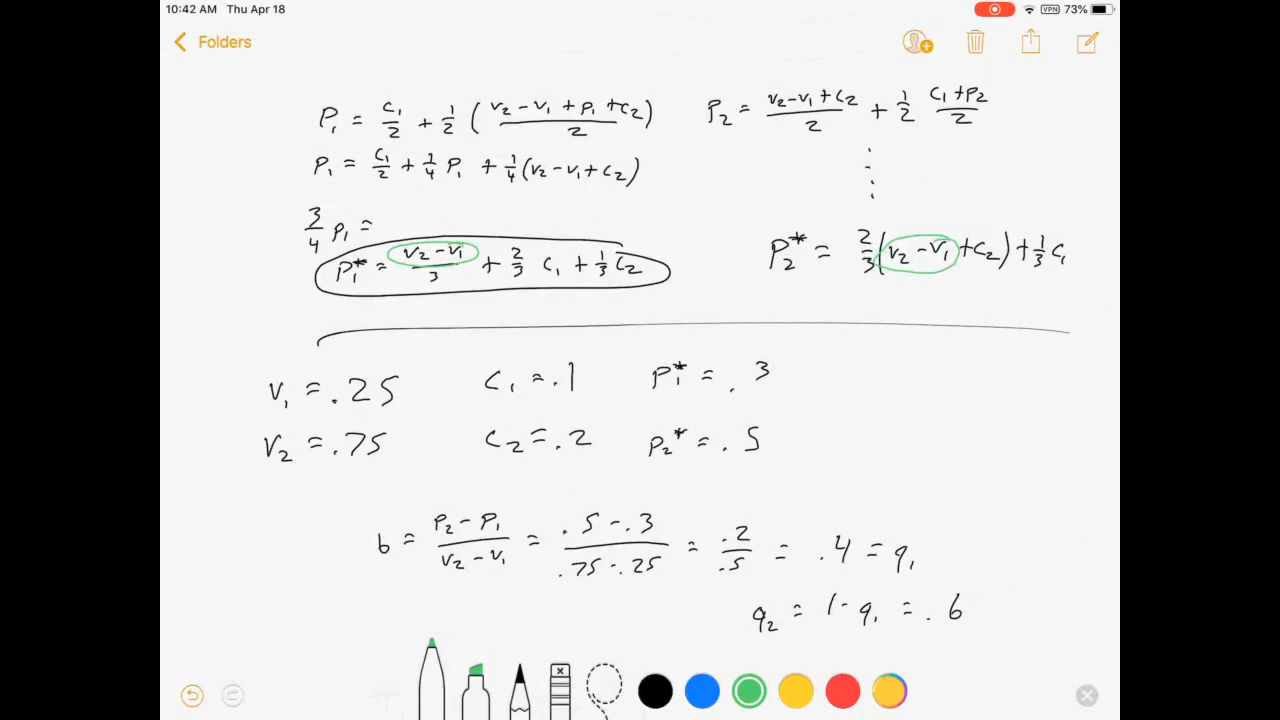 10:42 AM Thu Apr 18
VPN 73%
Folders
P₁ = c₁/2 + 1/2 ( (v₂ - v₁ + p₁ + c₂)/2 )
P₂ = (v₂ - v₁ + c₂)/2 + 1/2 (c₁ + p₂)/2
P₁ = c₁/2 + 1/4 P₁ + 1/4 (v₂ - v₁ + c₂)
3/4 p₁ =
P₁* = (v₂ - v₁)/3 + 2/3 c₁ + 1/3 c₂
P₂* = 2/3 (v₂ - v₁ + c₂) + 1/3 c₁
v₁ = .25 c₁ = .1 p₁* = .3
v₂ = .75 c₂ = .2 p₂* = .5
b = (p₂ - p₁)/(v₂ - v₁) = (.5 - .3)/(.75 - .25) = .2/.5 = .4 = q₁
q₂ = 1 - q₁ = .6